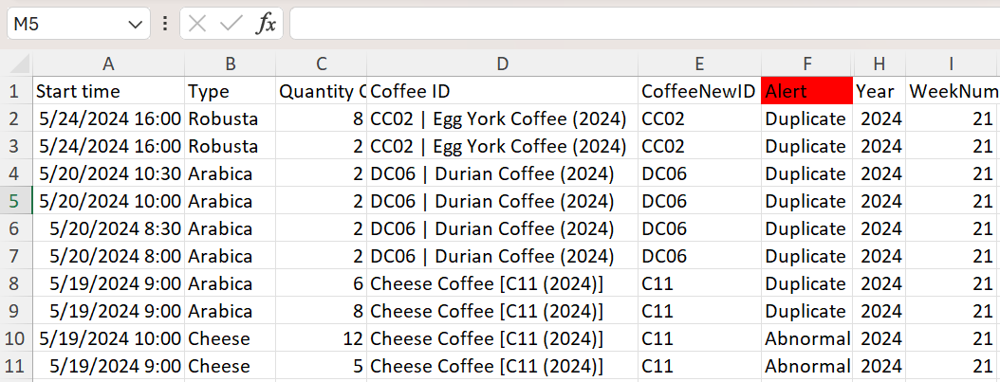 M5 fx
A B C D E F H I
1 Start time Type Quantity C Coffee ID CoffeeNewID Alert Year WeekNum
2 5/24/2024 16:00 Robusta 8 CC02 | Egg York Coffee (2024) CC02 Duplicate 2024 21
3 5/24/2024 16:00 Robusta 2 CC02 | Egg York Coffee (2024) CC02 Duplicate 2024 21
4 5/20/2024 10:30 Arabica 2 DC06 | Durian Coffee (2024) DC06 Duplicate 2024 21
5 5/20/2024 10:00 Arabica 2 DC06 | Durian Coffee (2024) DC06 Duplicate 2024 21
6 5/20/2024 8:30 Arabica 2 DC06 | Durian Coffee (2024) DC06 Duplicate 2024 21
7 5/20/2024 8:00 Arabica 2 DC06 | Durian Coffee (2024) DC06 Duplicate 2024 21
8 5/19/2024 9:00 Arabica 6 Cheese Coffee [C11 (2024)] C11 Duplicate 2024 21
9 5/19/2024 9:00 Arabica 8 Cheese Coffee [C11 (2024)] C11 Duplicate 2024 21
10 5/19/2024 10:00 Cheese 12 Cheese Coffee [C11 (2024)] C11 Abnormal 2024 21
11 5/19/2024 9:00 Cheese 5 Cheese Coffee [C11 (2024)] C11 Abnormal 2024 21